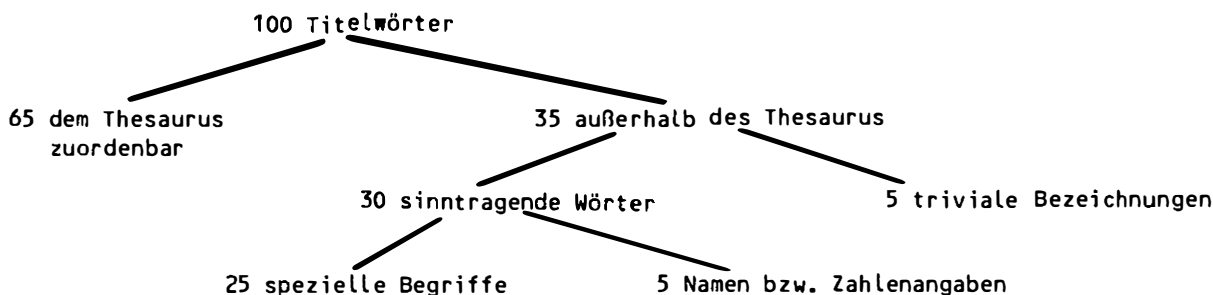 100 Titelwörter
65 dem Thesaurus
zuordenbar
35 außerhalb des Thesaurus
30 sinntragende Wörter
5 triviale Bezeichnungen
25 spezielle Begriffe
5 Namen bzw. Zahlenangaben